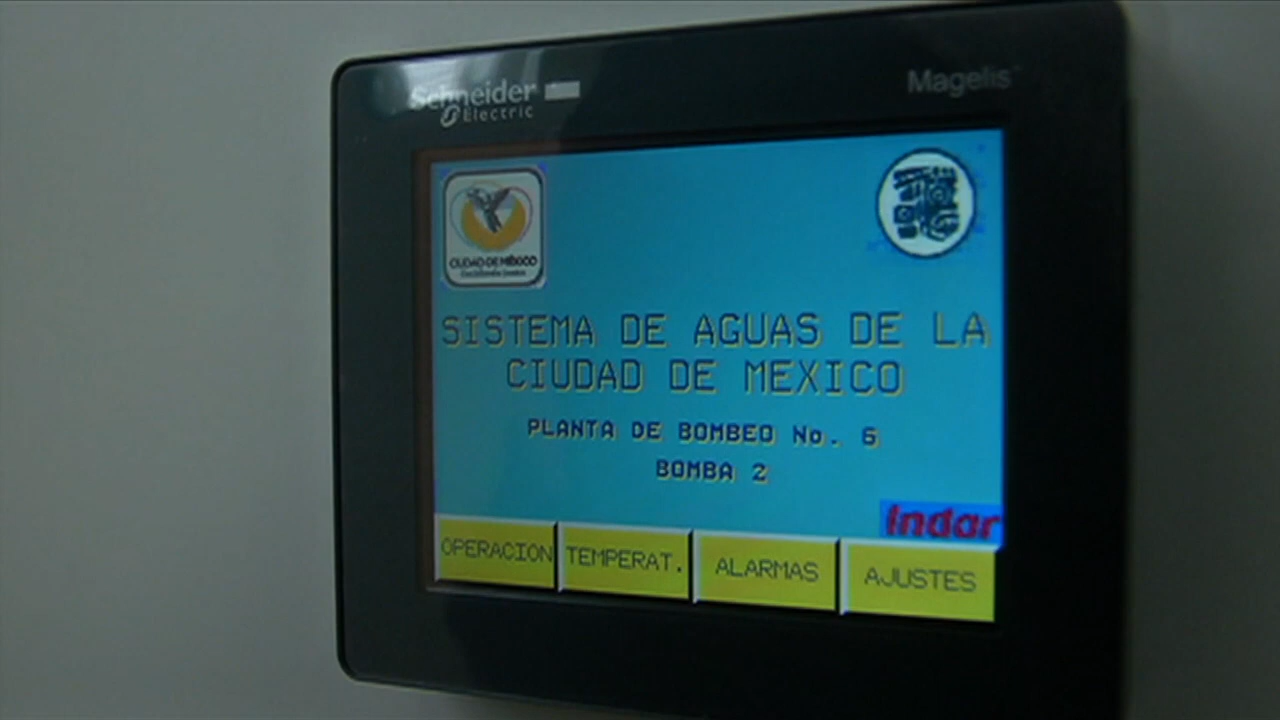 Schneider
Electric
Magelis
CIUDAD DE MÉXICO
SISTEMA DE AGUAS DE LA
CIUDAD DE MEXICO
PLANTA DE BOMBEO No. 6
BOMBA 2
indar
OPERACION
TEMPERAT.
ALARMAS
AJUSTES